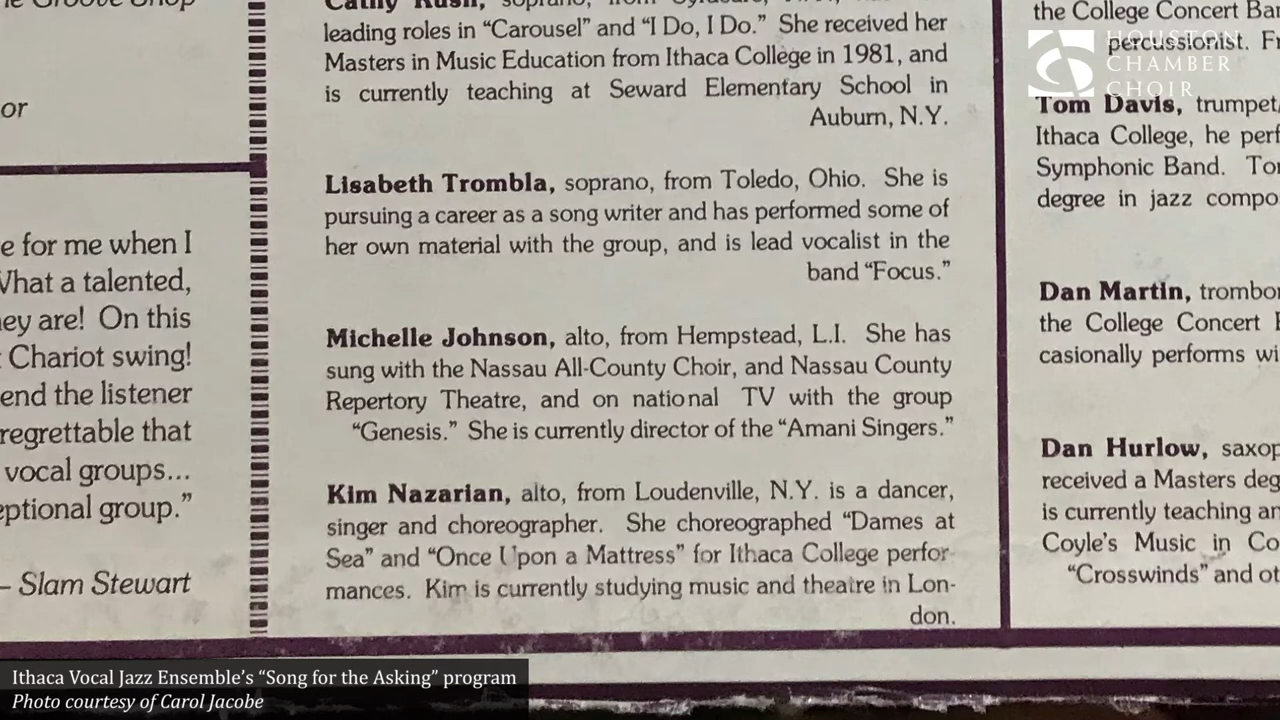 or
e for me when I
What a talented,
ey are! On this
Chariot swing!
end the listener
regrettable that
vocal groups...
eptional group."
– Slam Stewart
leading roles in "Carousel" and "I Do, I Do." She received her
Masters in Music Education from Ithaca College in 1981, and
is currently teaching at Seward Elementary School in
Auburn, N.Y.
Lisabeth Trombla, soprano, from Toledo, Ohio. She is
pursuing a career as a song writer and has performed some of
her own material with the group, and is lead vocalist in the
band "Focus."
Michelle Johnson, alto, from Hempstead, L.I. She has
sung with the Nassau All-County Choir, and Nassau County
Repertory Theatre, and on national TV with the group
"Genesis." She is currently director of the "Amani Singers."
Kim Nazarian, alto, from Loudenville, N.Y. is a dancer,
singer and choreographer. She choreographed "Dames at
Sea" and "Once Upon a Mattress" for Ithaca College perfor-
mances. Kim is currently studying music and theatre in Lon-
don.
the College Concert Ban
percussionist. Fr
Tom Davis, trumpet/
Ithaca College, he perf
Symphonic Band. To
degree in jazz compo
Dan Martin, trombon
the College Concert
casionally performs wi
Dan Hurlow, saxop
received a Masters deg
is currently teaching an
Coyle's Music in Co
"Crosswinds" and ot
HOUSTON
CHAMBER
CHOIR
Ithaca Vocal Jazz Ensemble's "Song for the Asking" program
Photo courtesy of Carol Jacobe